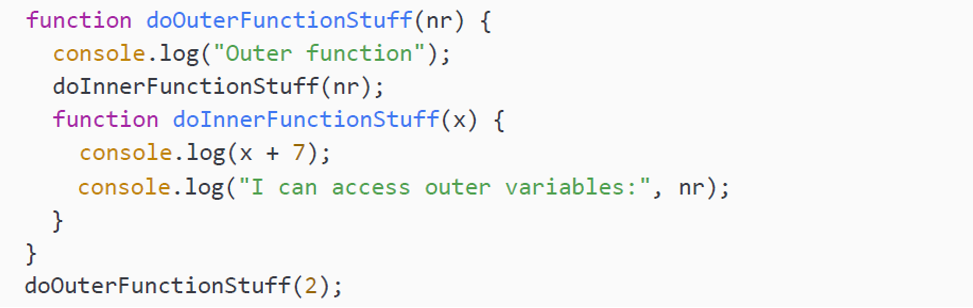 function doOuterFunctionStuff(nr) {
  console.log("Outer function");
  doInnerFunctionStuff(nr);
  function doInnerFunctionStuff(x) {
    console.log(x + 7);
    console.log("I can access outer variables:", nr);
  }
}
doOuterFunctionStuff(2);